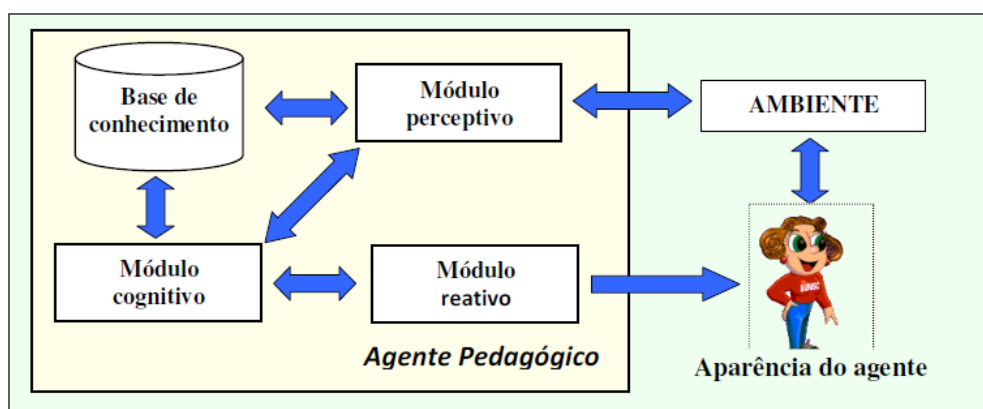 Base de
conhecimento
Módulo
perceptivo
AMBIENTE
Módulo
cognitivo
Módulo
reativo
Agente Pedagógico
Aparência do agente